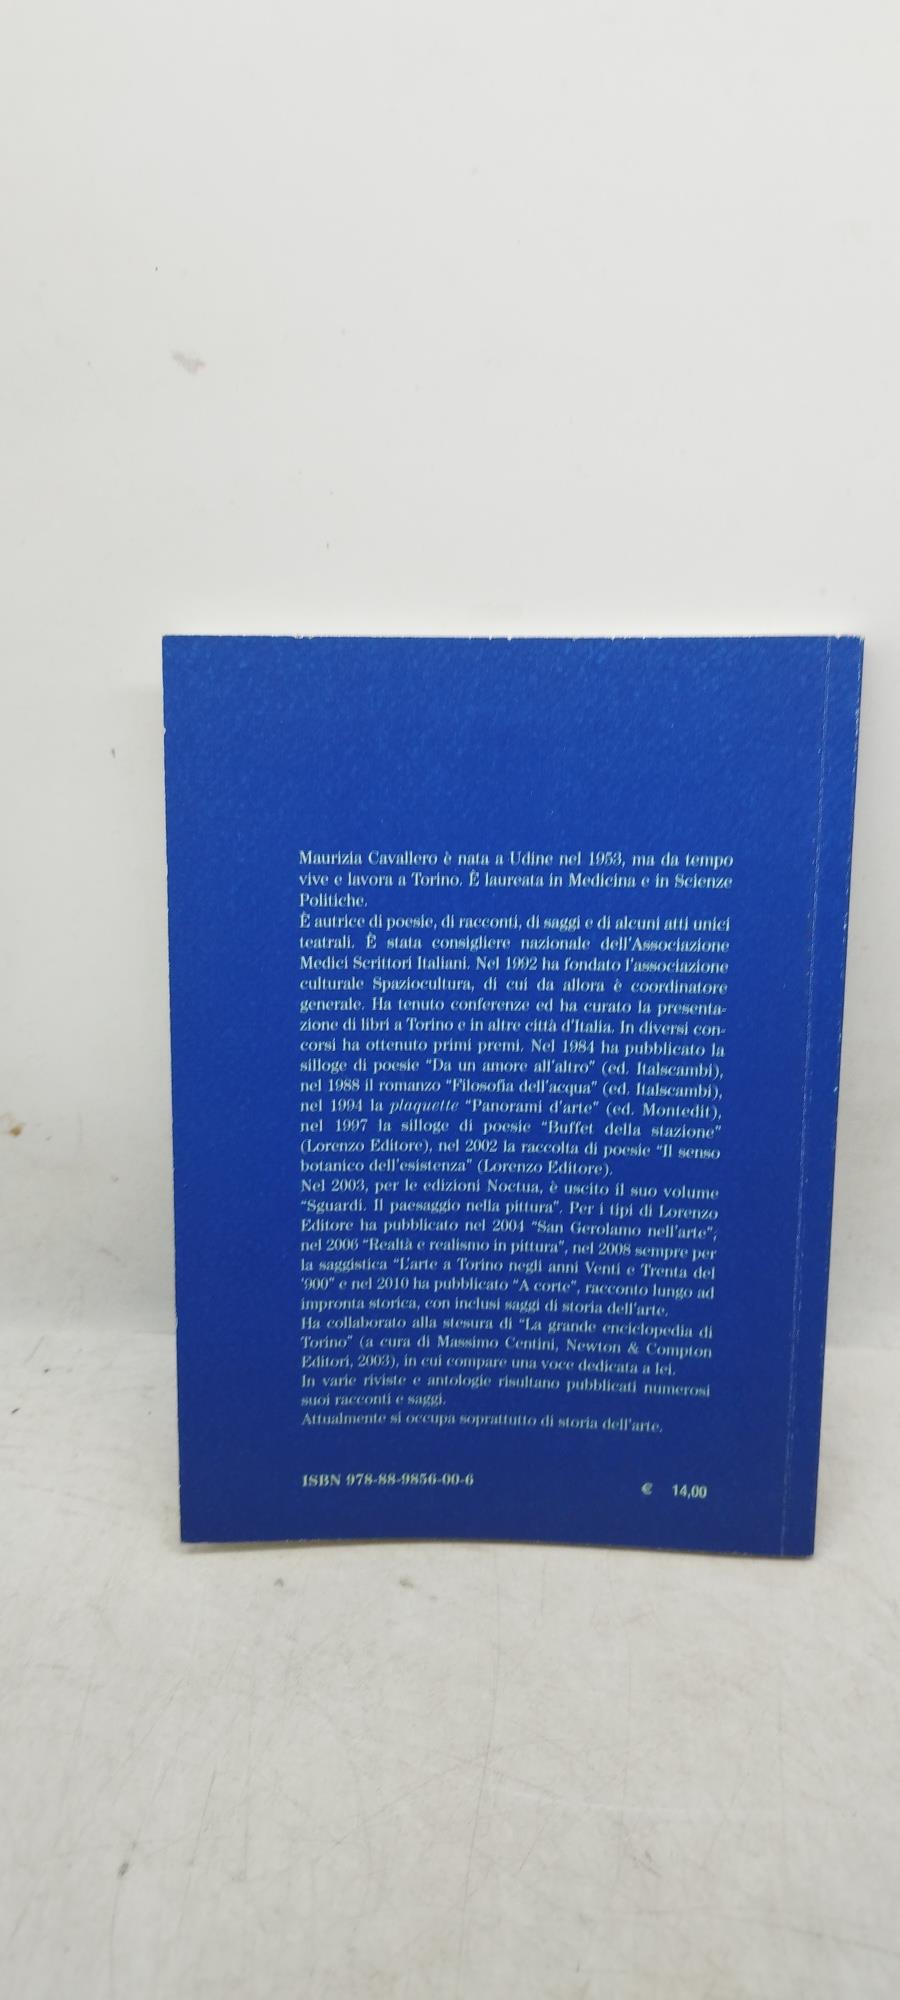 Maurizia Cavallero è nata a Udine nel 1953, ma da tempo
vive e lavora a Torino. È laureata in Medicina e in Scienze
Politiche.
È autrice di poesie, di racconti, di saggi e di alcuni atti unici
teatrali. È stata consigliere nazionale dell'Associazione
Medici Scrittori Italiani. Nel 1992 ha fondato l'associazione
culturale Spaziocultura, di cui da allora è coordinatore
generale. Ha tenuto conferenze ed ha curato la presenta-
zione di libri a Torino e in altre città d'Italia. In diversi con-
corsi ha ottenuto primi premi. Nel 1984 ha pubblicato la
silloge di poesie "Da un amore all'altro" (ed. Italscambi),
nel 1988 il romanzo "Filosofia dell'acqua" (ed. Italscambi),
nel 1994 la plaquette "Panorami d'arte" (ed. Montedit),
nel 1997 la silloge di poesie "Buffet della stazione"
(Lorenzo Editore), nel 2002 la raccolta di poesie "Il senso
botanico dell'esistenza" (Lorenzo Editore).
Nel 2003, per le edizioni Noctua, è uscito il suo volume
"Sguardi. Il paesaggio nella pittura". Per i tipi di Lorenzo
Editore ha pubblicato nel 2004 "San Gerolamo nell'arte",
nel 2006 "Realtà e realismo in pittura", nel 2008 sempre per
la saggistica "L'arte a Torino negli anni Venti e Trenta del
'900" e nel 2010 ha pubblicato "A corte", racconto lungo ad
impronta storica, con inclusi saggi di storia dell'arte.
Ha collaborato alla stesura di "La grande enciclopedia di
Torino" (a cura di Massimo Centini, Newton & Compton
Editori, 2003), in cui compare una voce dedicata a lei.
In varie riviste e antologie risultano pubblicati numerosi
suoi racconti e saggi.
Attualmente si occupa soprattutto di storia dell'arte.
ISBN 978-88-9856-00-6
€ 14,00